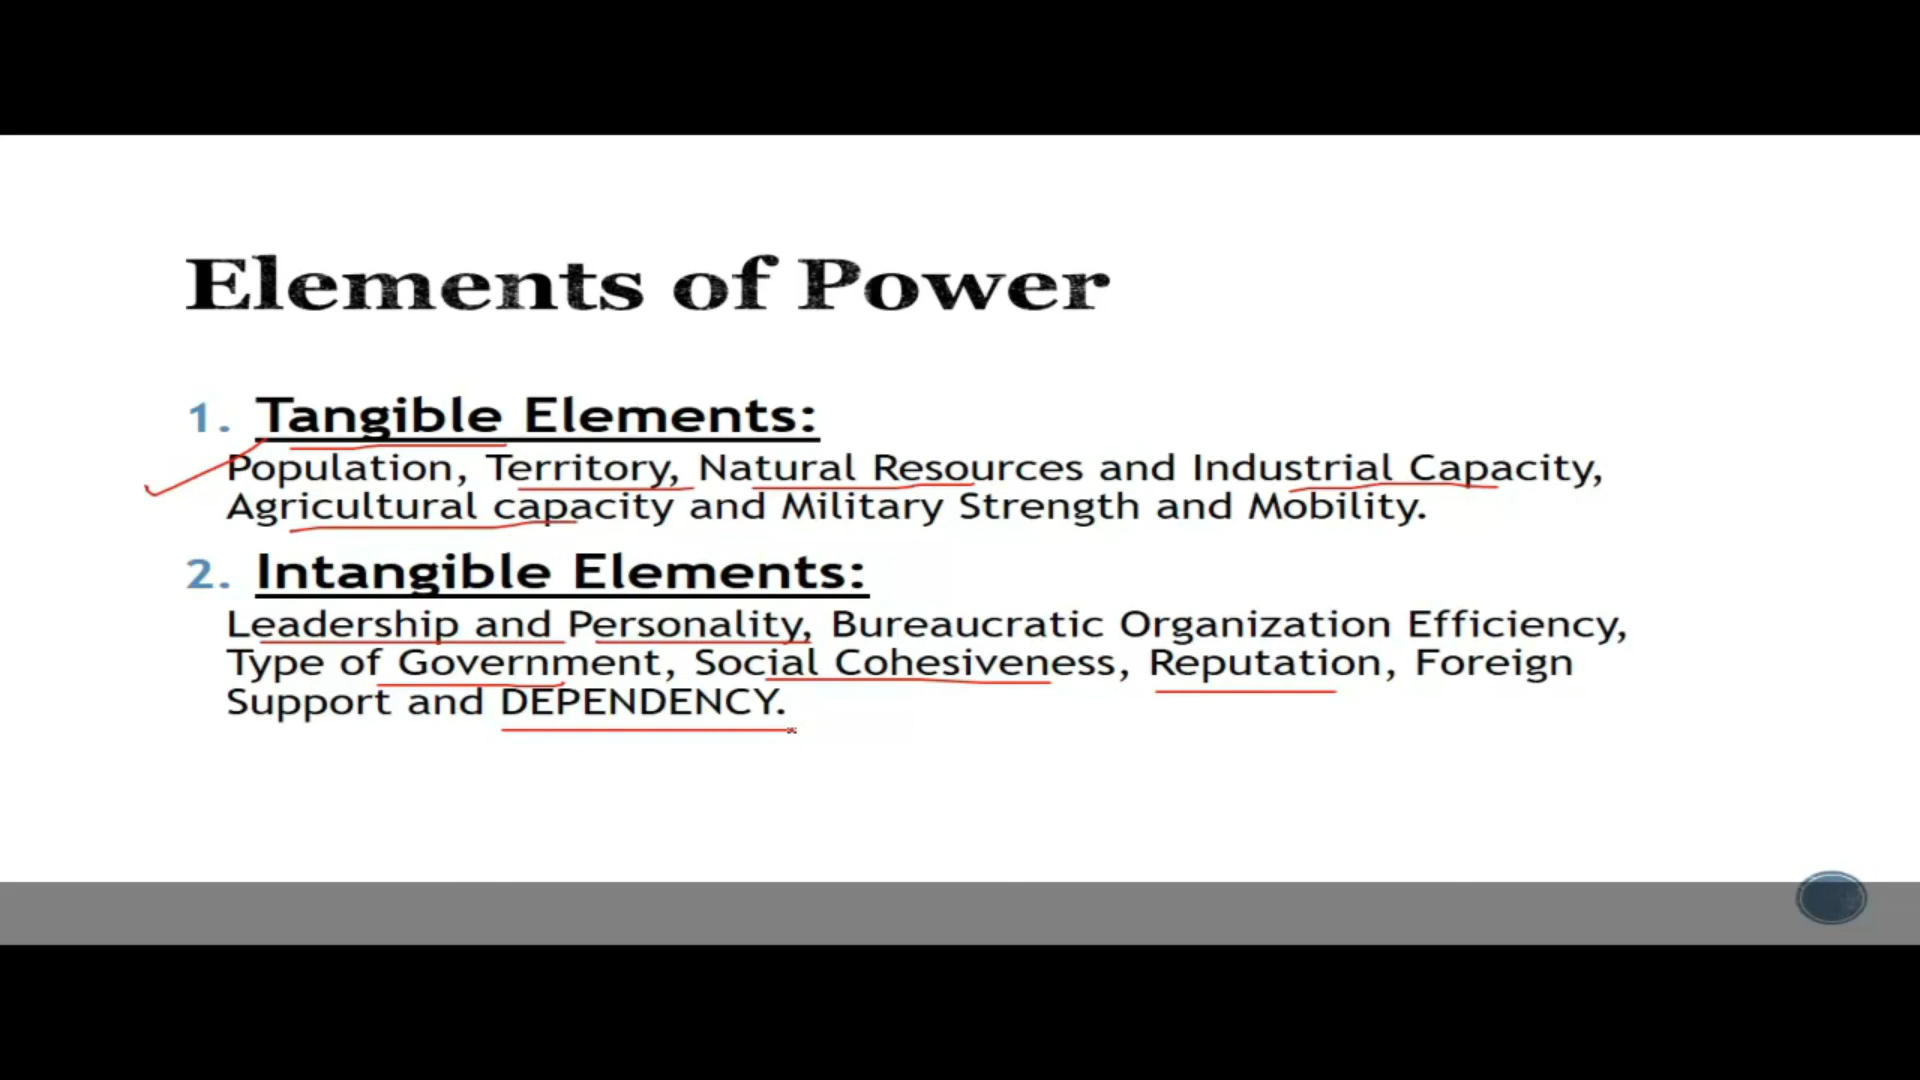 Elements of Power
1. Tangible Elements:
Population, Territory, Natural Resources and Industrial Capacity,
Agricultural capacity and Military Strength and Mobility.
2. Intangible Elements:
Leadership and Personality, Bureaucratic Organization Efficiency,
Type of Government, Social Cohesiveness, Reputation, Foreign
Support and DEPENDENCY.